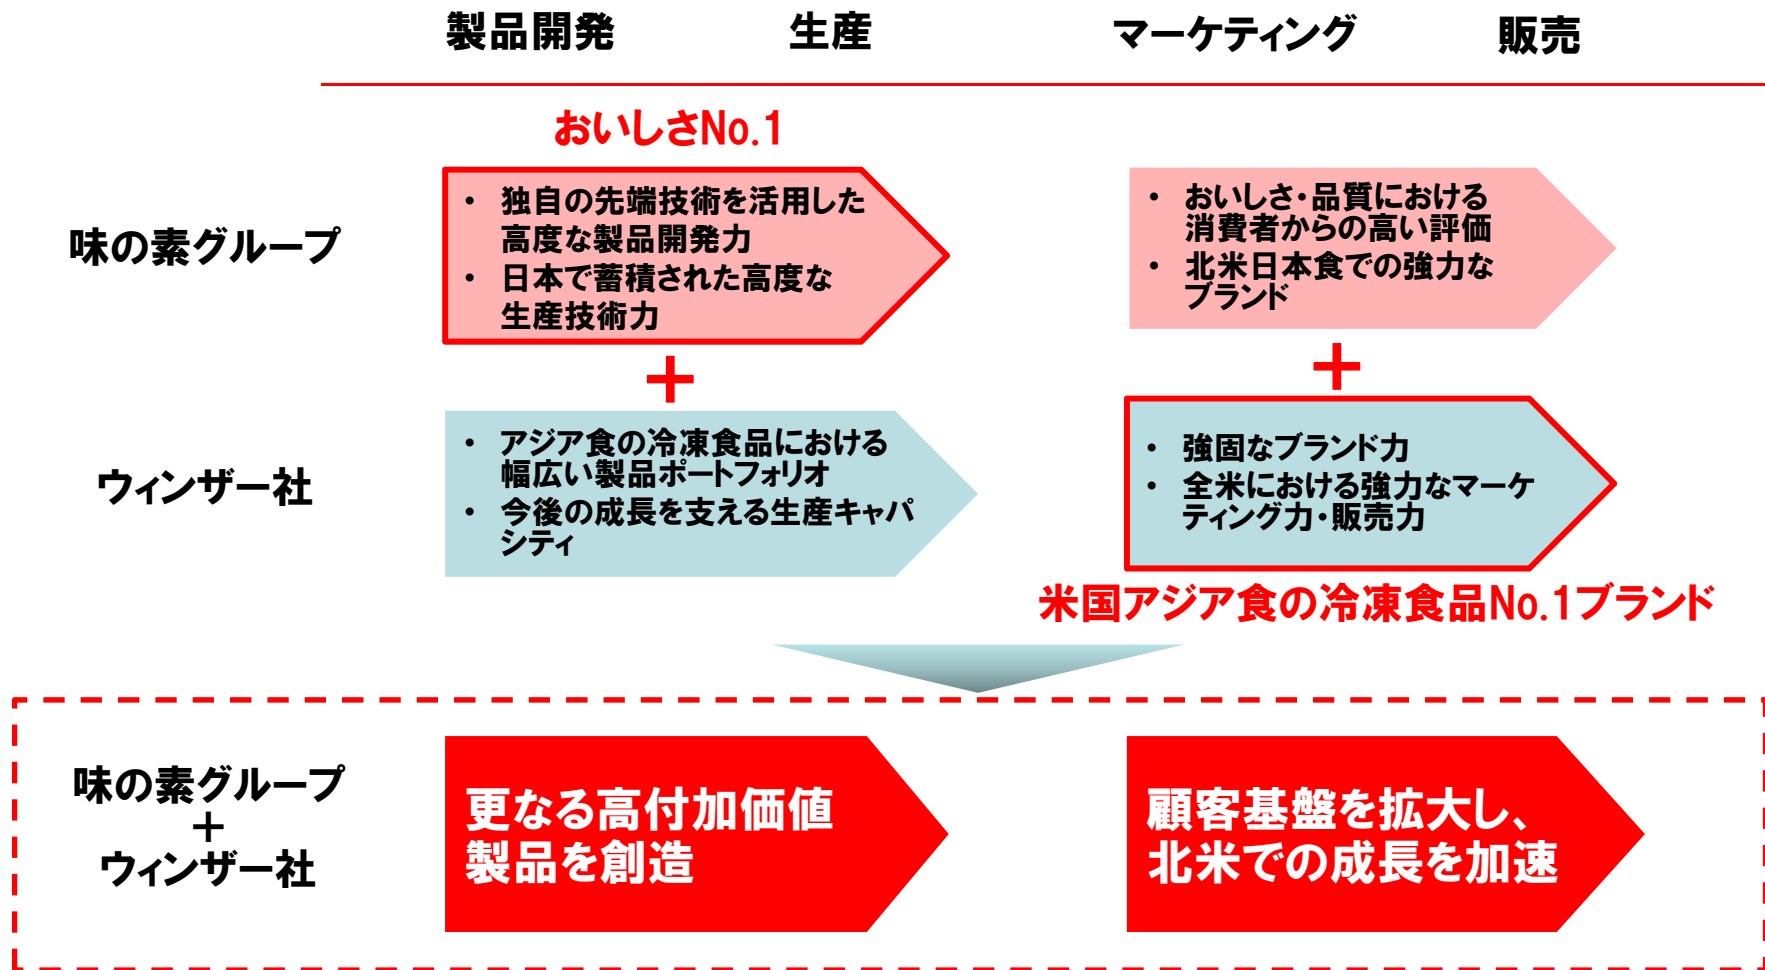 製品開発 生産 マーケティング 販売
おいしさNo.1
味の素グループ
・ 独自の先端技術を活用した
高度な製品開発力
・ 日本で蓄積された高度な
生産技術力
・ おいしさ・品質における
消費者からの高い評価
・ 北米日本食での強力な
ブランド
＋
＋
ウィンザー社
・ アジア食の冷凍食品における
幅広い製品ポートフォリオ
・ 今後の成長を支える生産キャパ
シティ
・ 強固なブランド力
・ 全米における強力なマーケ
ティング力・販売力
米国アジア食の冷凍食品No.1ブランド
味の素グループ
＋
ウィンザー社
更なる高付加価値
製品を創造
顧客基盤を拡大し、
北米での成長を加速